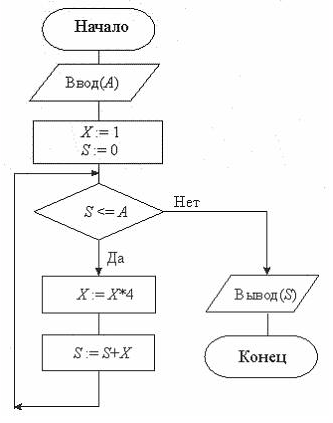 Начало
Ввод(A)
X := 1
S := 0
S <= A
Нет
Да
X := X*4
Вывод(S)
S := S+X
Конец